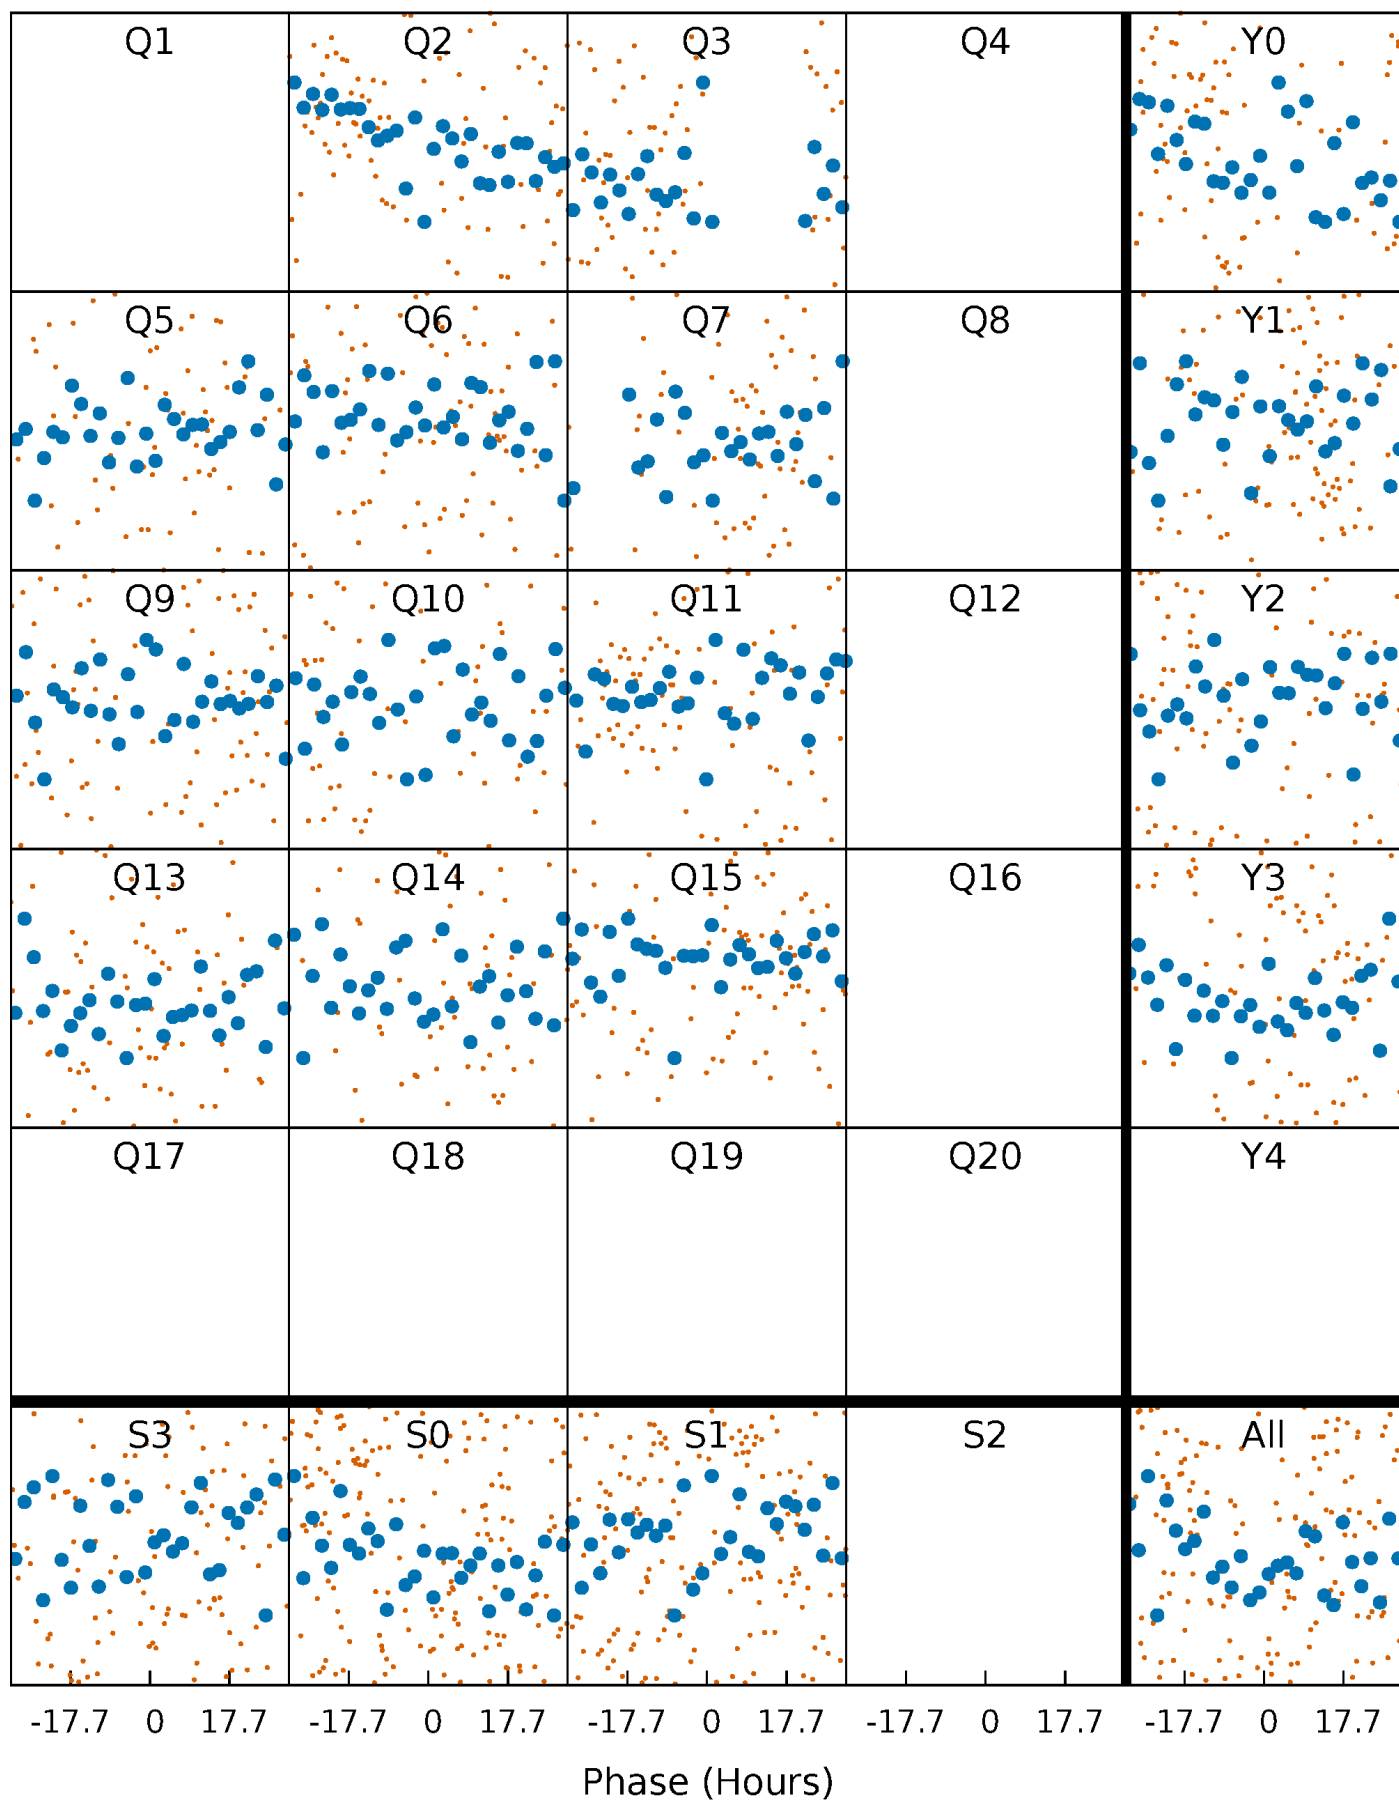 Q1 Q2 Q3 Q4 Y0
Q5 Q6 Q7 Q8 Y1
Q9 Q10 Q11 Q12 Y2
Q13 Q14 Q15 Q16 Y3
Q17 Q18 Q19 Q20 Y4
S3 S0 S1 S2 All
-17.7 0 17.7 -17.7 0 17.7 -17.7 0 17.7 -17.7 0 17.7 -17.7 0 17.7
Phase (Hours)